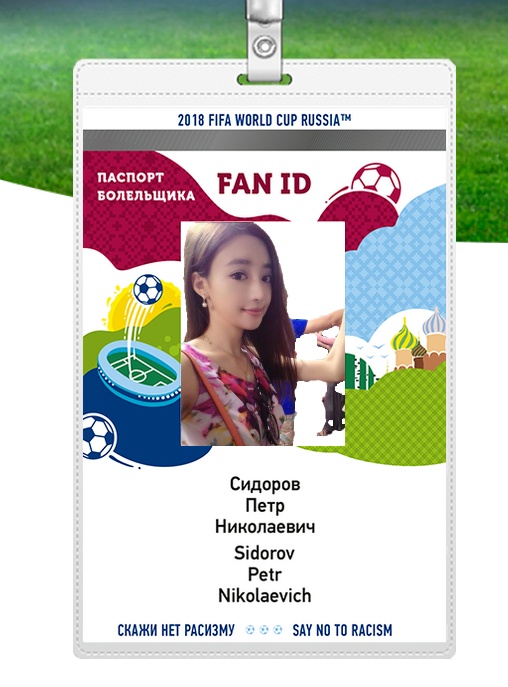 2018 FIFA WORLD CUP RUSSIA™
ПАСПОРТ
БОЛЕЛЬЩИКА
FAN ID
Сидоров
Петр
Николаевич
Sidorov
Petr
Nikolaevich
СКАЖИ НЕТ РАСИЗМУ SAY NO TO RACISM